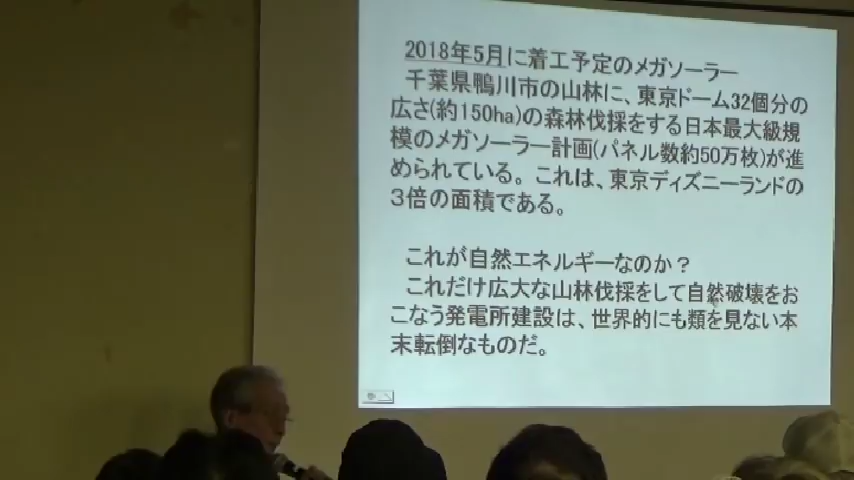 2018年5月に着工予定のメガソーラー
千葉県鴨川市の山林に、東京ドーム32個分の
広さ(約150ha)の森林伐採をする日本最大級規
模のメガソーラー計画(パネル数約50万枚)が進
められている。これは、東京ディズニーランドの
３倍の面積である。
これが自然エネルギーなのか？
これだけ広大な山林伐採をして自然破壊をお
こなう発電所建設は、世界的にも類を見ない本
末転倒なものだ。